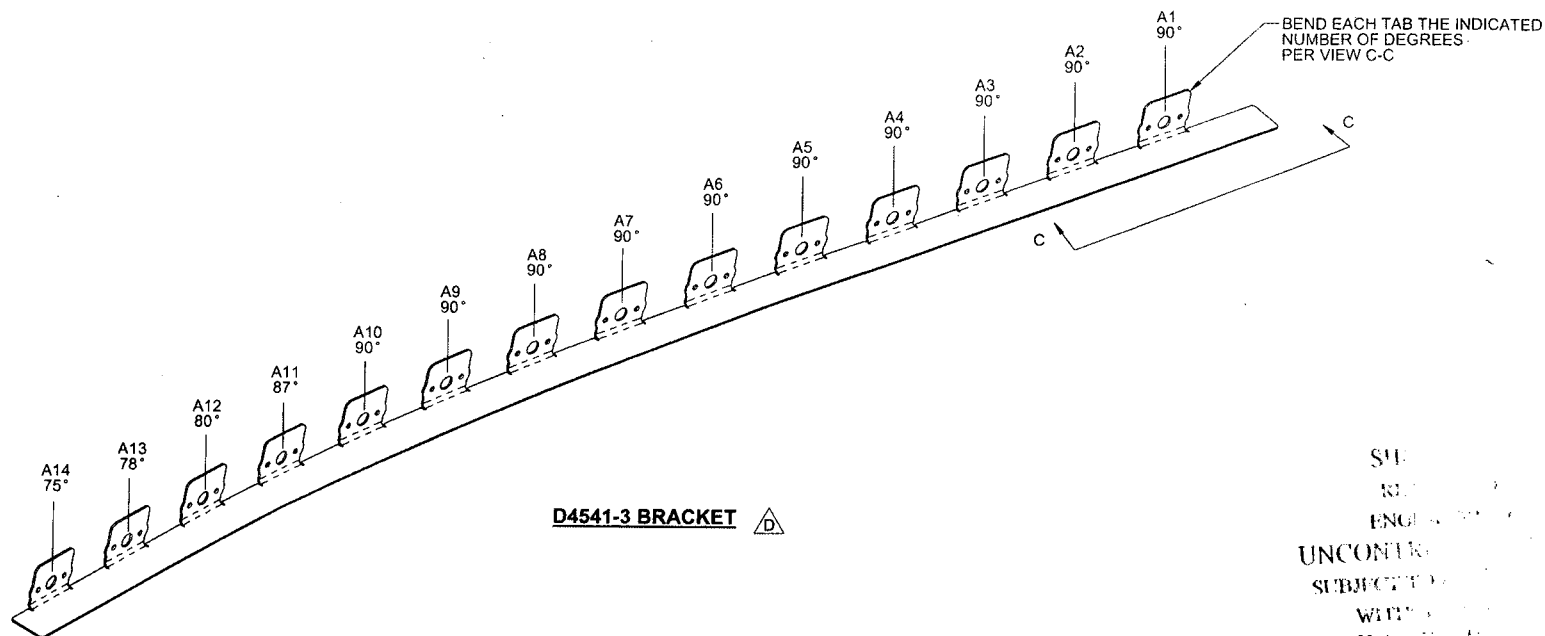 A1
90°
BEND EACH TAB THE INDICATED
NUMBER OF DEGREES
PER VIEW C-C
A2
90°
A3
90°
A4
90°
A5
90°
A6
90°
A7
90°
A8
90°
A9
90°
A10
90°
A11
87°
A12
80°
A13
78°
A14
75°
C
C
D4541-3 BRACKET
D
SUBJECT TO